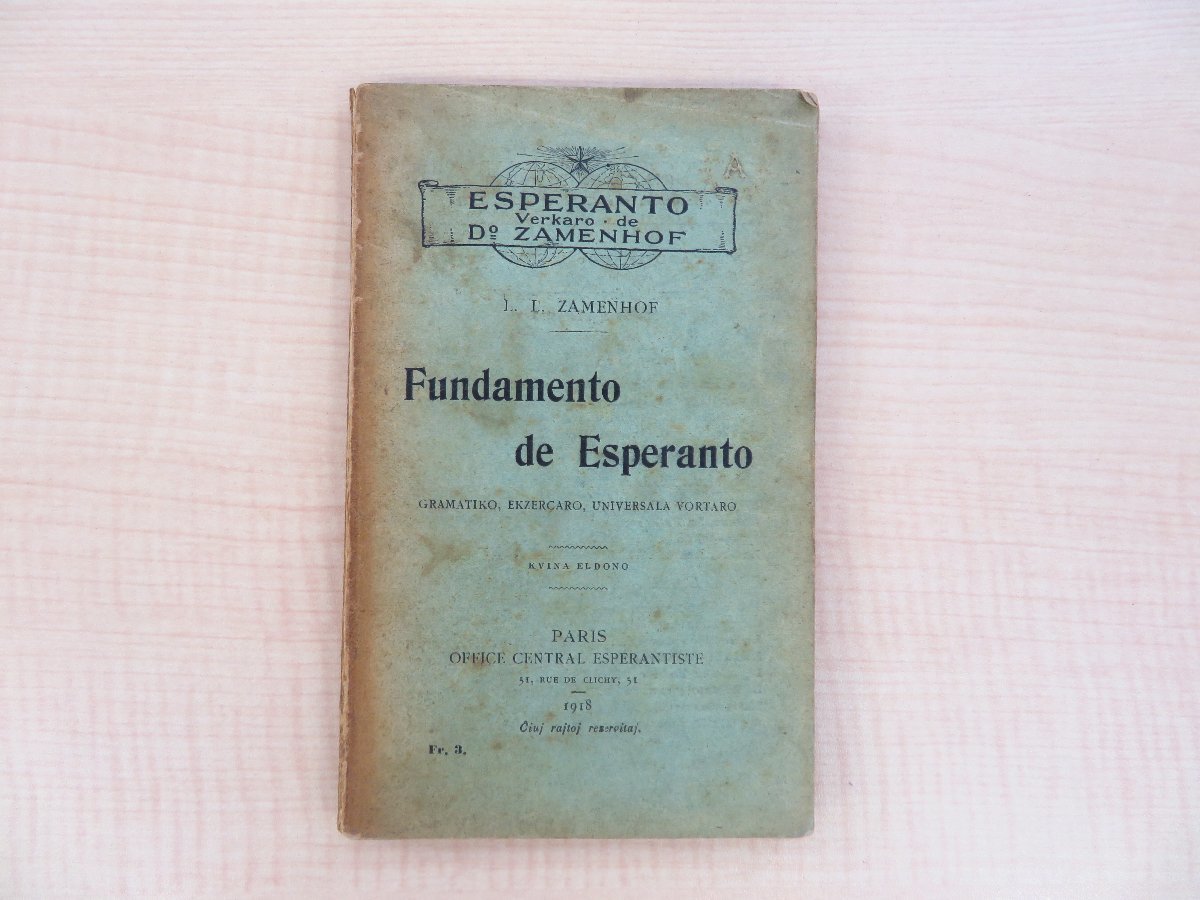 A
ESPERANTO
Verkaro · de
Dº ZAMENHOF
L. L. ZAMENHOF
Fundamento
de Esperanto
GRAMATIKO, EKZERCARO, UNIVERSALA VORTARO
KVINA ELDONO
PARIS
OFFICE CENTRAL ESPERANTISTE
51, RUE DE CLICHY, 51
1918
Ĉiuj rajtoj rezervitaj.
Fr. 3.